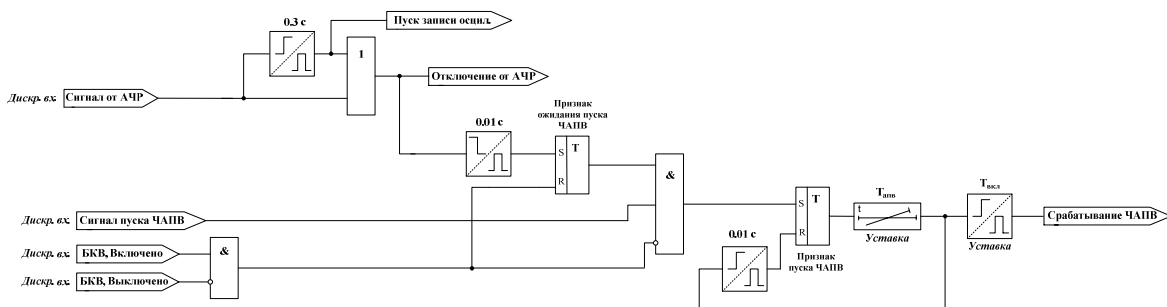 0.3 с
Пуск записи осцил.
1
Отключение от АЧР
Дискр. вх.
Сигнал от АЧР
Признак
ожидания пуска
ЧАПВ
0.01 с
S
T
R
&
Дискр. вх.
Сигнал пуска ЧАПВ
Дискр. вх.
БКВ, Включено
&
Дискр. вх.
БКВ, Выключено
0.01 с
S
T
R
Признак
пуска ЧАПВ
Тапв
t
Уставка
Твкл
Уставка
Срабатывание ЧАПВ